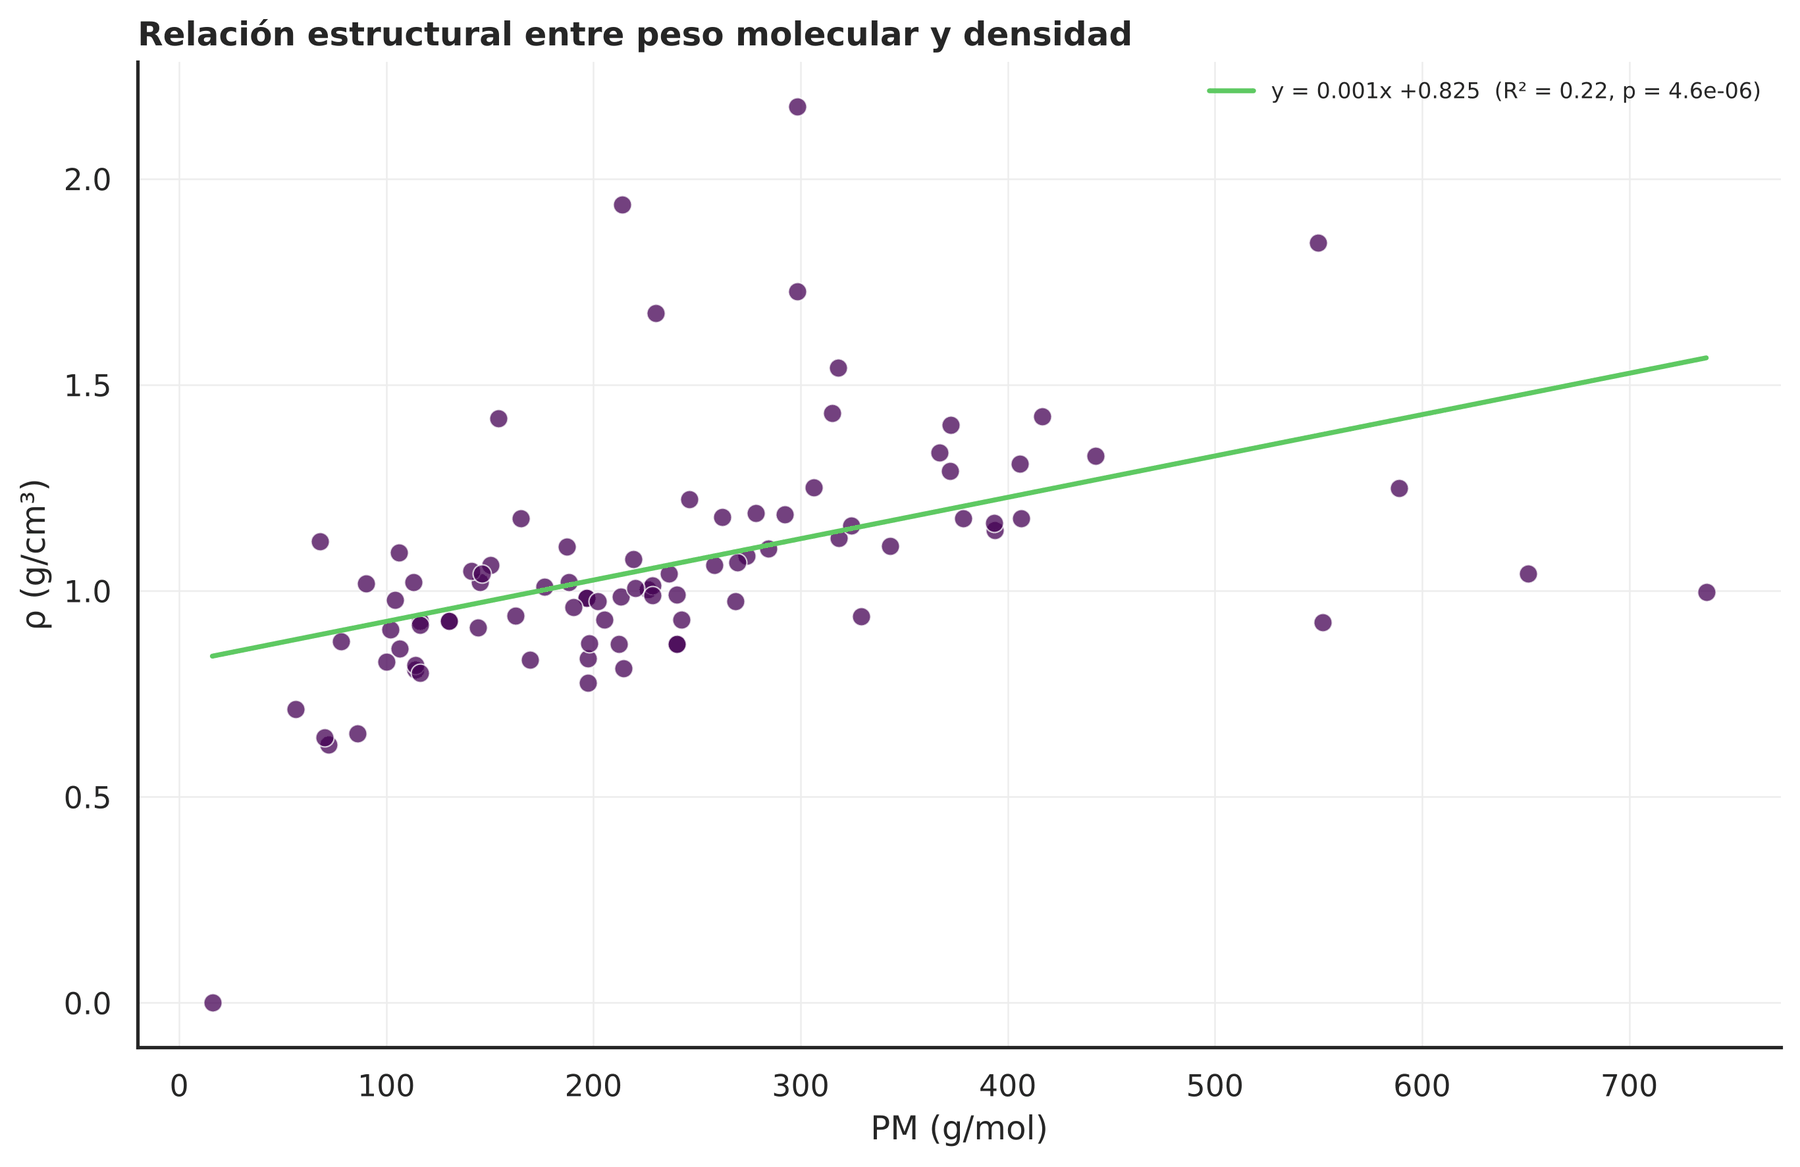 Relación estructural entre peso molecular y densidad
y = 0.001x +0.825  (R² = 0.22, p = 4.6e-06)
ρ (g/cm³)
2.0
1.5
1.0
0.5
0.0
0 100 200 300 400 500 600 700
PM (g/mol)